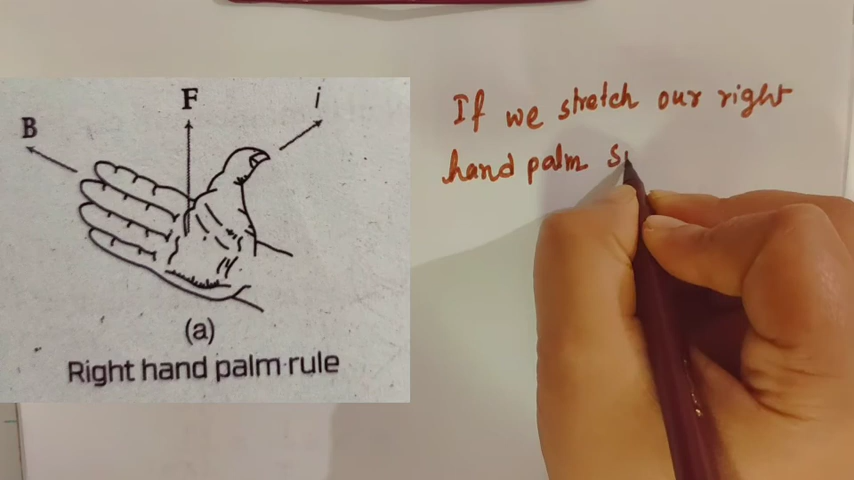 F
i
B
(a)
Right hand palm rule
If we stretch our right
hand palm